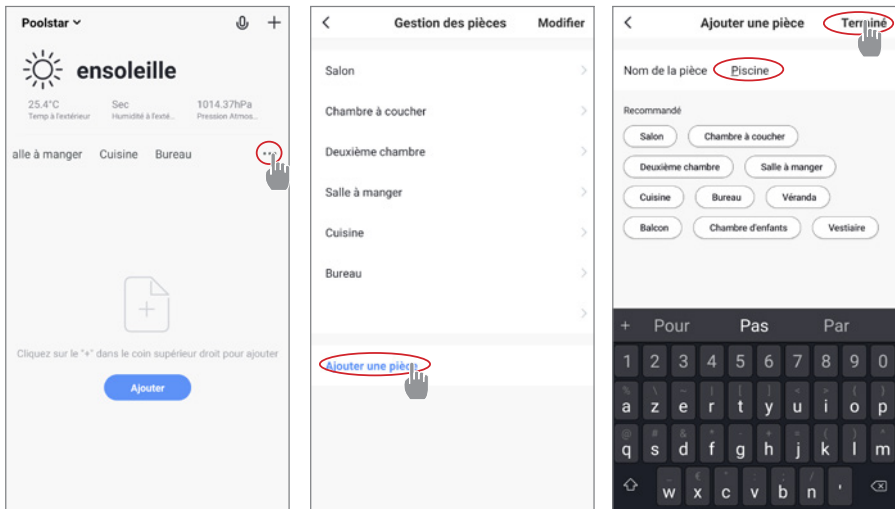 Poolstar
ensoleille
25.4°C Sec 1014.37hPa
Temp à l'extérieur Humidité à l'exté... Pression Atmos...
alle à manger Cuisine Bureau ...
Cliquez sur le "+" dans le coin supérieur droit pour ajouter
Ajouter
Gestion des pièces Modifier
Salon
Chambre à coucher
Deuxième chambre
Salle à manger
Cuisine
Bureau
Ajouter une pièce
Ajouter une pièce Terminé
Nom de la pièce Piscine
Recommandé
Salon Chambre à coucher
Deuxième chambre Salle à manger
Cuisine Bureau Véranda
Balcon Chambre d'enfants Vestiaire
+ Pour Pas Par
1 2 3 4 5 6 7 8 9 0
a z e r t y u i o p
q s d f g h j k l m
w x c v b n '